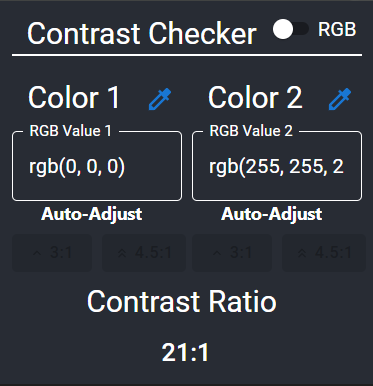 Contrast Checker RGB
Color 1 Color 2
RGB Value 1 RGB Value 2
rgb(0, 0, 0) rgb(255, 255, 2
Auto-Adjust Auto-Adjust
3:1 4.5:1 3:1 4.5:1
Contrast Ratio
21:1